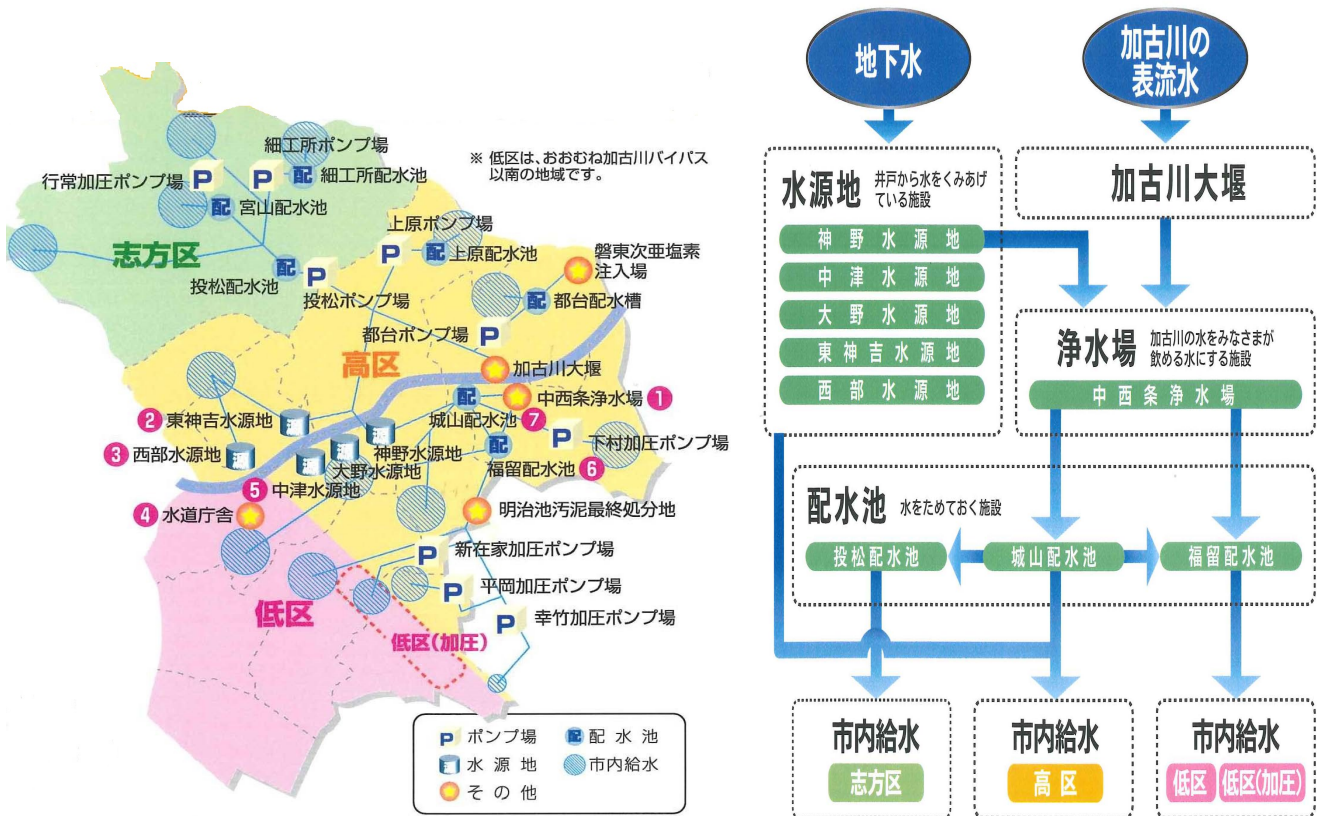 細工所ポンプ場
行常加圧ポンプ場
細工所配水池
宮山配水池
※ 低区は、おおむね加古川バイパス
以南の地域です。
志方区
上原ポンプ場
上原配水池
磐東次亜塩素
注入場
投松配水池
投松ポンプ場
都台配水槽
都台ポンプ場
高区
加古川大堰
中西条浄水場 1
城山配水池 7
2 東神吉水源地
3 西部水源地
神野水源地
大野水源地
5 中津水源地
下村加圧ポンプ場
福留配水池 6
4 水道庁舎
明治池汚泥最終処分地
新在家加圧ポンプ場
平岡加圧ポンプ場
幸竹加圧ポンプ場
低区
低区(加圧)
P ポンプ場
配 配水池
源 水源地
市内給水
その他
地下水
加古川の
表流水
水源地 井戸から水をくみあげ
ている施設
神野水源地
中津水源地
大野水源地
東神吉水源地
西部水源地
加古川大堰
浄水場 加古川の水をみなさまが
飲める水にする施設
中西条浄水場
配水池 水をためておく施設
投松配水池
城山配水池
福留配水池
市内給水
志方区
市内給水
高区
市内給水
低区 低区(加圧)